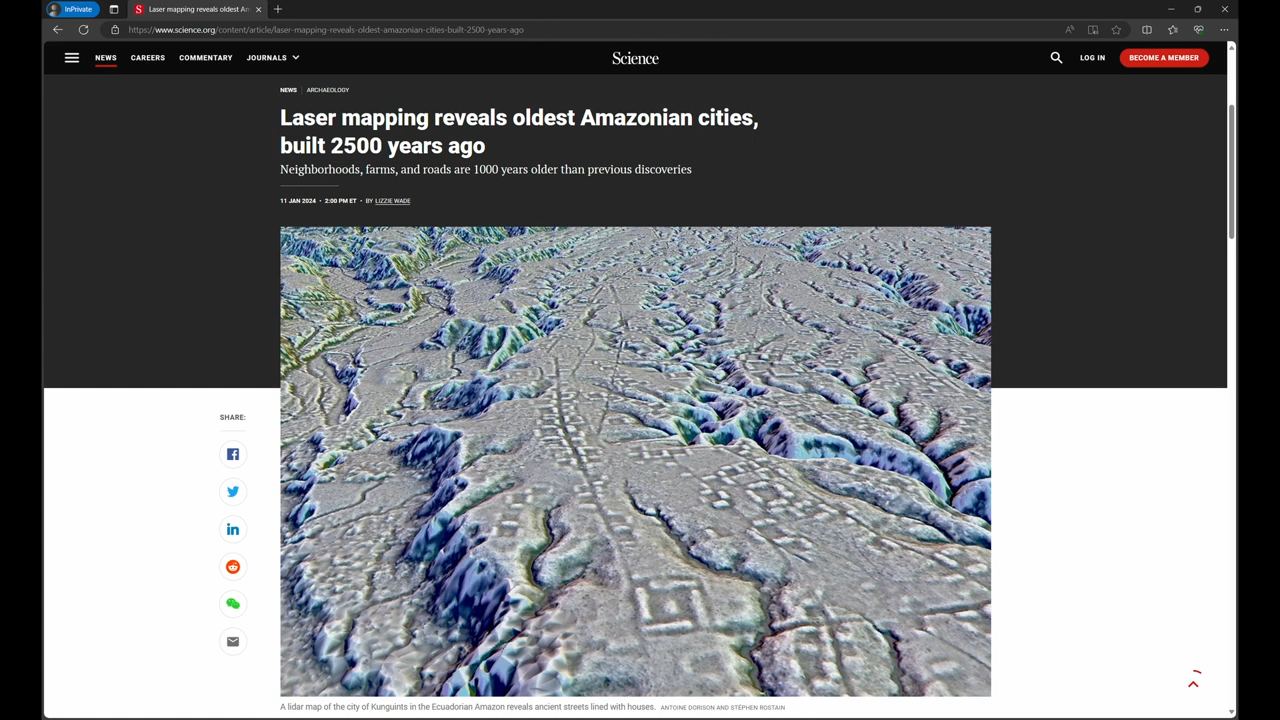 InPrivate
Laser mapping reveals oldest An
https://www.science.org/content/article/laser-mapping-reveals-oldest-amazonian-cities-built-2500-years-ago
NEWS CAREERS COMMENTARY JOURNALS
Science
LOG IN
BECOME A MEMBER
NEWS ARCHAEOLOGY
Laser mapping reveals oldest Amazonian cities,
built 2500 years ago
Neighborhoods, farms, and roads are 1000 years older than previous discoveries
11 JAN 2024 • 2:00 PM ET • BY LIZZIE WADE
SHARE:
A lidar map of the city of Kunguints in the Ecuadorian Amazon reveals ancient streets lined with houses. ANTOINE DORISON AND STÉPHEN ROSTAIN